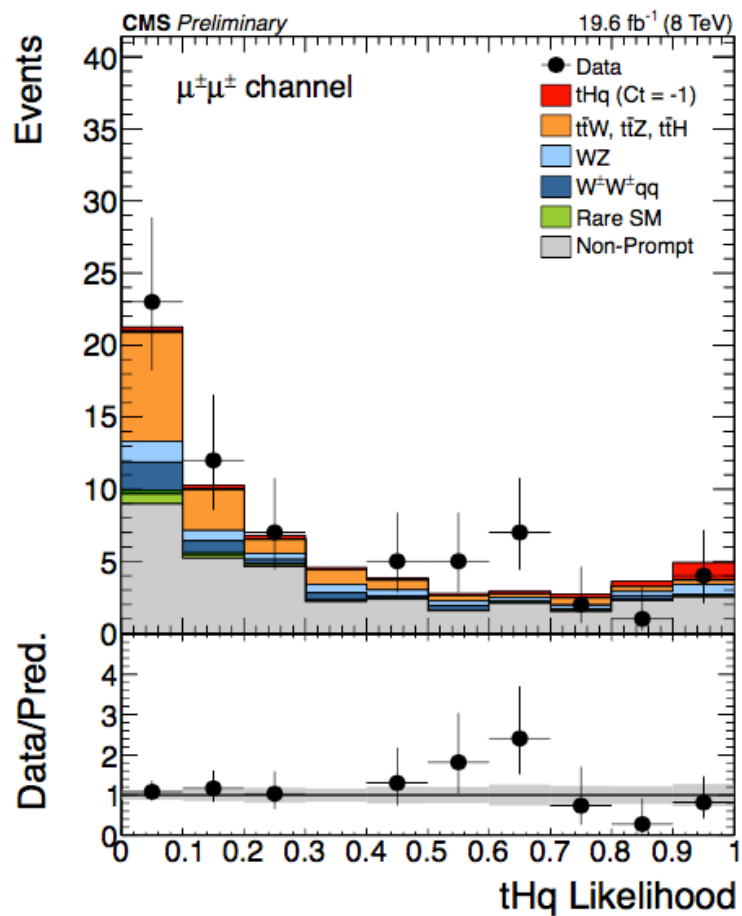 CMS Preliminary 19.6 fb⁻¹ (8 TeV)
Events
40
35
30
25
20
15
10
5
0
μ±μ± channel
Data
tHq (Ct = -1)
tt̄W, tt̄Z, tt̄H
WZ
W±W±qq
Rare SM
Non-Prompt
Data/Pred.
4
3
2
1
0
0 0.1 0.2 0.3 0.4 0.5 0.6 0.7 0.8 0.9 1
tHq Likelihood